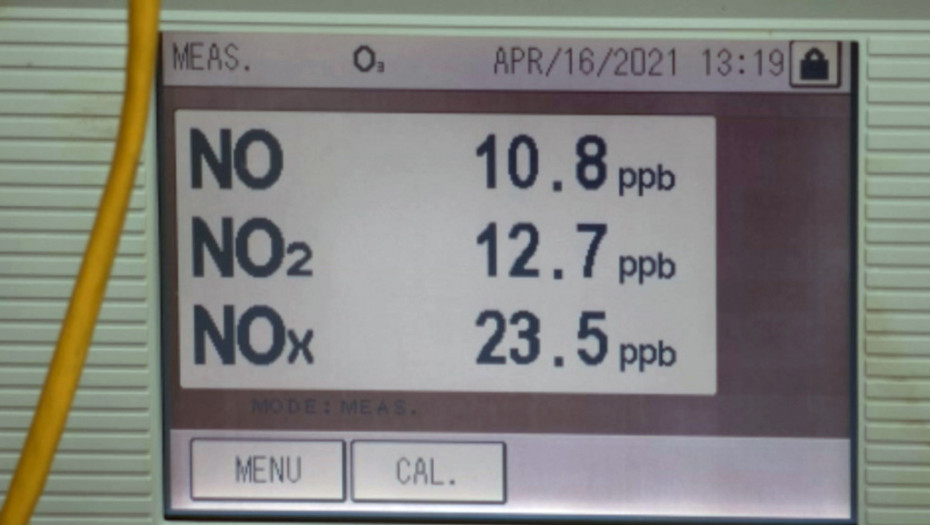 MEAS. O₃ APR/16/2021 13:19
NO 10.8 ppb
NO₂ 12.7 ppb
NOx 23.5 ppb
MODE:MEAS.
MENU CAL.